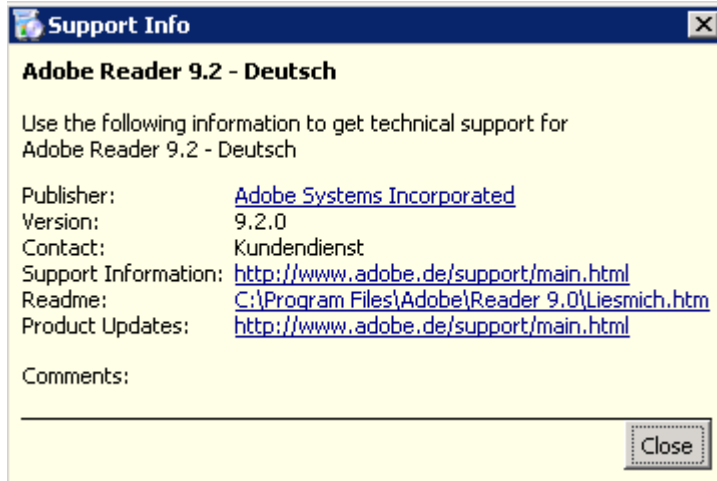 Support Info
Adobe Reader 9.2 - Deutsch
Use the following information to get technical support for
Adobe Reader 9.2 - Deutsch
Publisher: Adobe Systems Incorporated
Version: 9.2.0
Contact: Kundendienst
Support Information: http://www.adobe.de/support/main.html
Readme: C:\Program Files\Adobe\Reader 9.0\Liesmich.htm
Product Updates: http://www.adobe.de/support/main.html
Comments:
Close